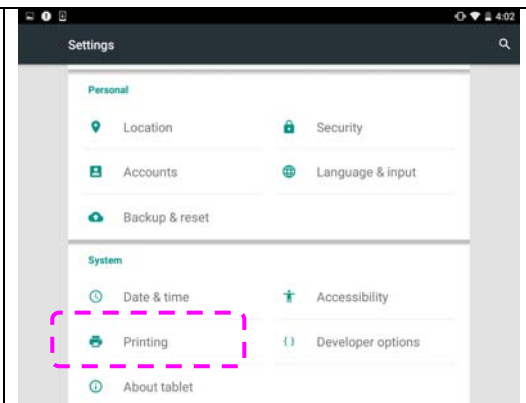 4:02
Settings
Personal
Location Security
Accounts Language & input
Backup & reset
System
Date & time Accessibility
Printing { } Developer options
About tablet